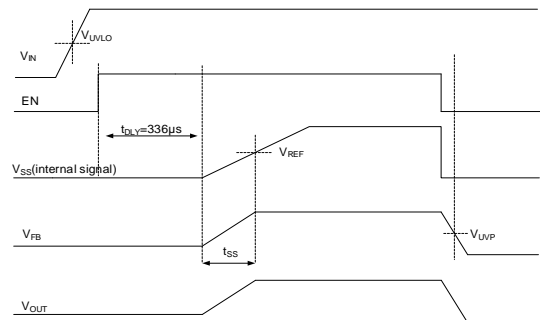 VUVLO
VIN
EN
tDLY=336µs
VREF
VSS(internal signal)
VFB
VUVP
tSS
VOUT